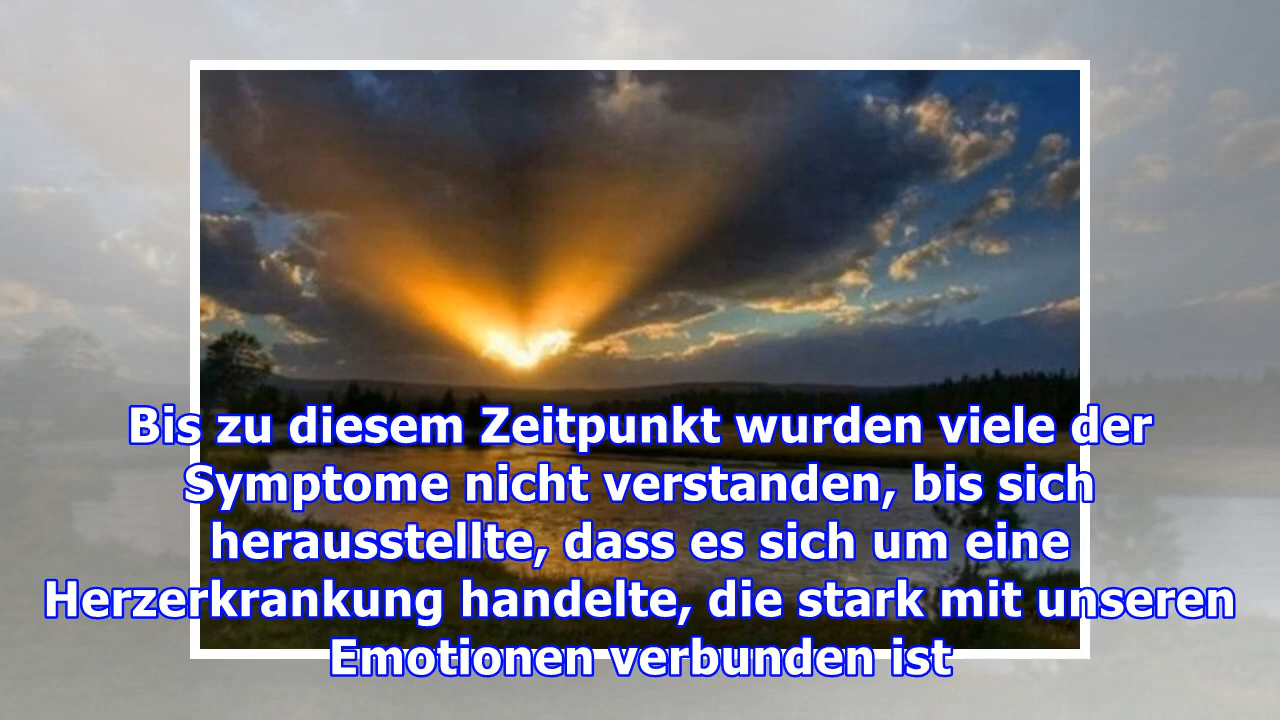 Bis zu diesem Zeitpunkt wurden viele der
Symptome nicht verstanden, bis sich
herausstellte, dass es sich um eine
Herzerkrankung handelte, die stark mit unseren
Emotionen verbunden ist